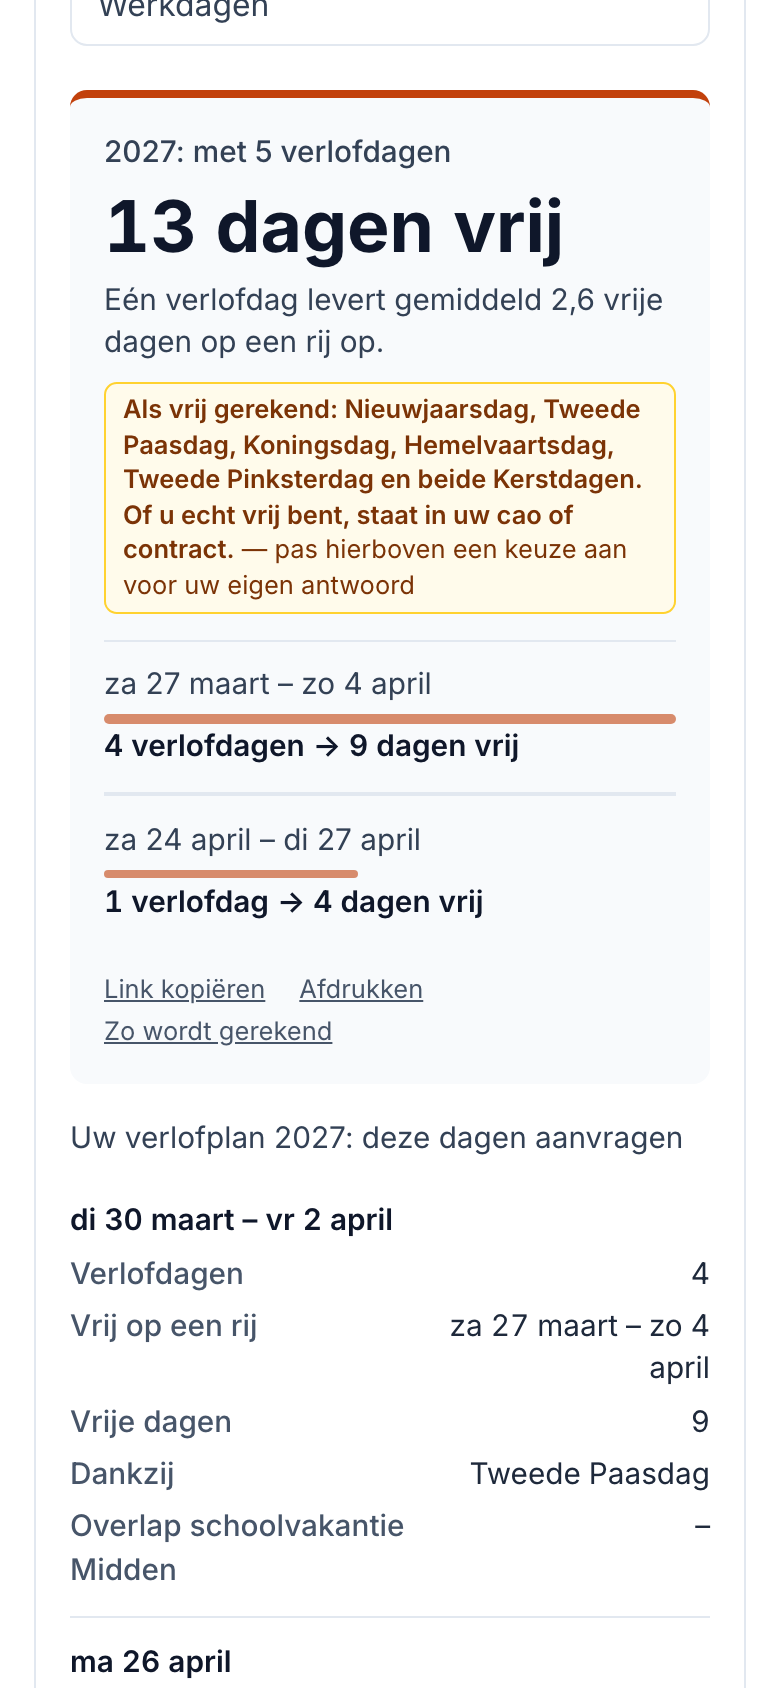 Werkdagen
2027: met 5 verlofdagen
13 dagen vrij
Eén verlofdag levert gemiddeld 2,6 vrije
dagen op een rij op.
Als vrij gerekend: Nieuwjaarsdag, Tweede
Paasdag, Koningsdag, Hemelvaartsdag,
Tweede Pinksterdag en beide Kerstdagen.
Of u echt vrij bent, staat in uw cao of
contract. — pas hierboven een keuze aan
voor uw eigen antwoord
za 27 maart – zo 4 april
4 verlofdagen → 9 dagen vrij
za 24 april – di 27 april
1 verlofdag → 4 dagen vrij
Link kopiëren Afdrukken
Zo wordt gerekend
Uw verlofplan 2027: deze dagen aanvragen
di 30 maart – vr 2 april
Verlofdagen 4
Vrij op een rij za 27 maart – zo 4
april
Vrije dagen 9
Dankzij Tweede Paasdag
Overlap schoolvakantie –
Midden
ma 26 april